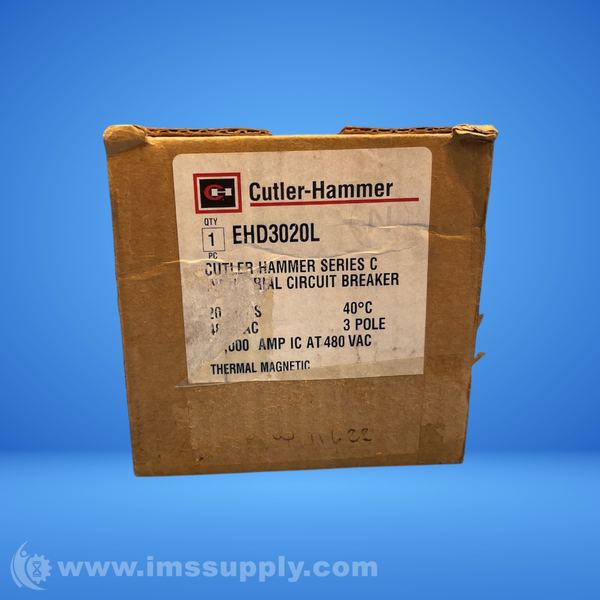 CH Cutler-Hammer
QTY
1 EHD3020L
PC
CUTLER HAMMER SERIES C
CIRCUIT BREAKER
40°C
3 POLE
AMP IC AT 480 VAC
THERMAL MAGNETIC
www.imssupply.com